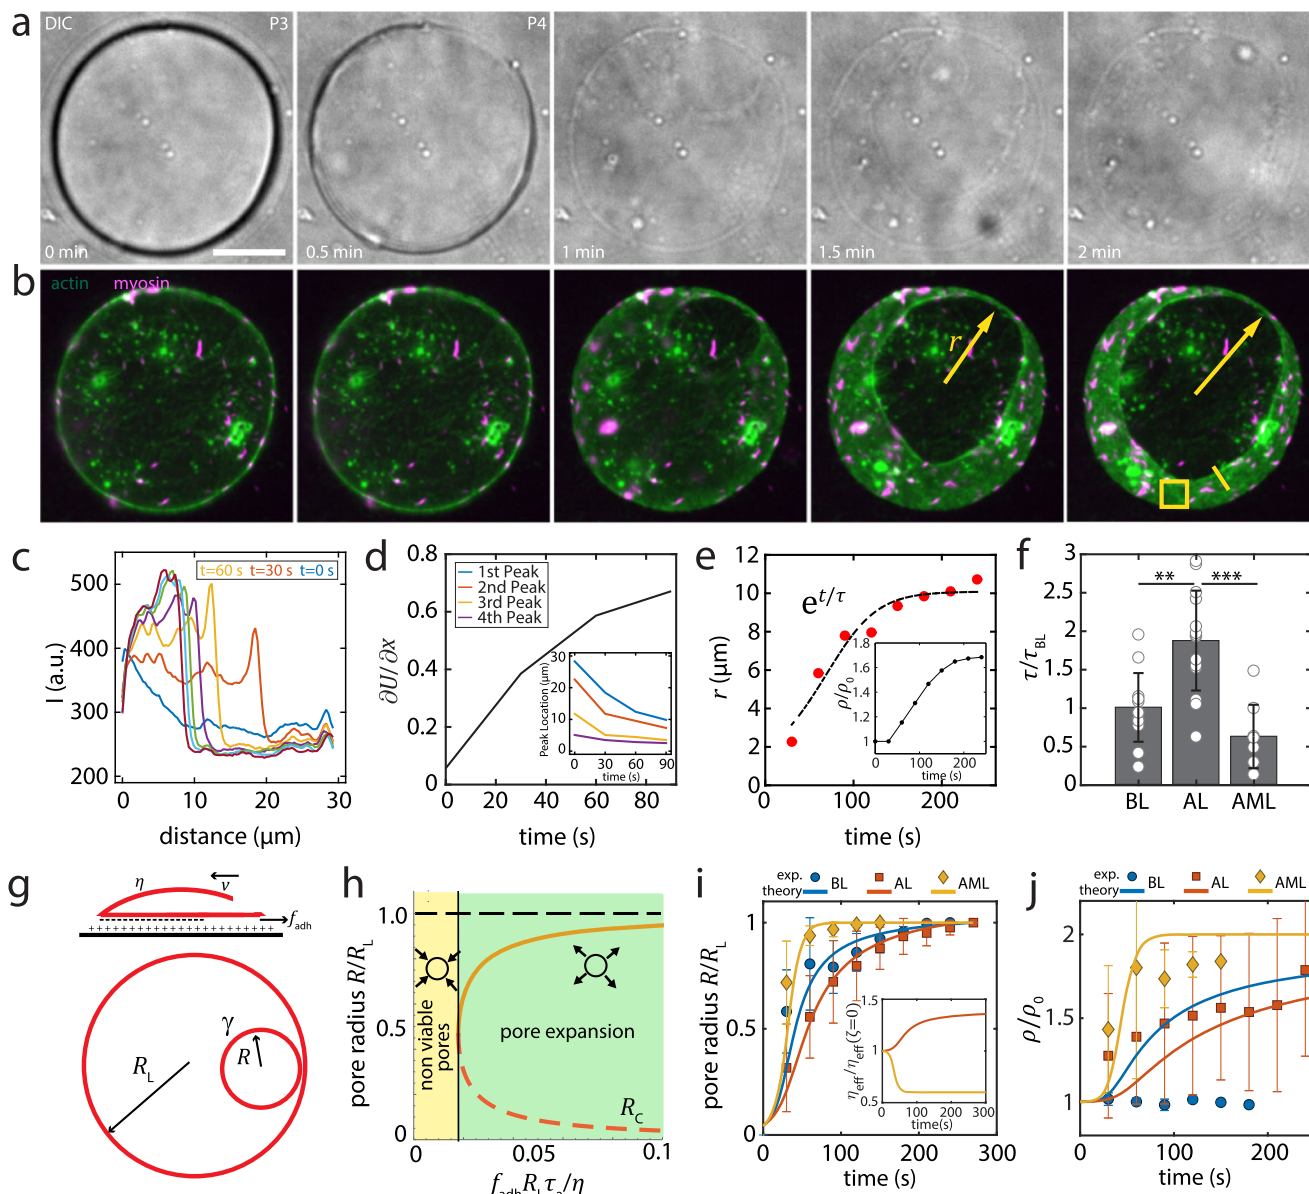 a
DIC
P3
P4
0 min
0.5 min
1 min
1.5 min
2 min
b
actin
myosin
r
c
d
e
f
500
400
300
200
I (a.u.)
t=60 s
t=30 s
t=0 s
0
10
20
30
distance (μm)
0.8
0.6
0.4
0.2
0
∂U/∂x
1st Peak
2nd Peak
3rd Peak
4th Peak
30
20
10
0
Peak Location (μm)
0
30
60
90
time (s)
0
20
40
60
80
time (s)
12
10
8
6
4
2
0
r (μm)
e^{t/τ}
1.8
1.6
1.4
1.2
1.0
ρ/ρ₀
0
100
200
time (s)
0
100
200
time (s)
3
2.5
2
1.5
1
0.5
0
τ/τ_BL
**
***
BL
AL
AML
g
η
v
f_adh
+++++++++++++++++++++
R_L
γ
R
h
pore radius R/R_L
1.0
0.5
0
non viable
pores
pore expansion
R_C
0.05
0.1
f_adh R_L τ_a/η
i
exp.
theory
BL
AL
AML
pore radius R/R_L
1
0.5
0
η_eff/η_eff(ζ=0)
1.5
1
0.5
0
100
200
300
time(s)
0
100
200
300
time (s)
j
exp.
theory
BL
AL
AML
ρ/ρ₀
2
1.5
1
0
100
200
time (s)